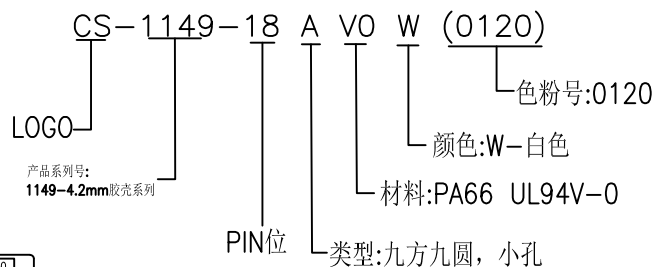 CS-1149-18 A V0 W (0120)
色粉号:0120
LOGO
颜色:W-白色
产品系列号:
1149-4.2mm胶壳系列
材料:PA66 UL94V-0
PIN位
类型:九方九圆，小孔